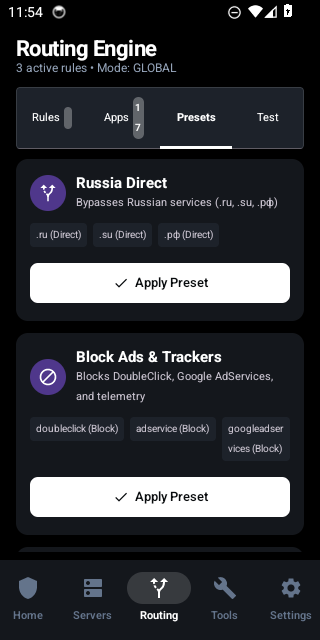 11:54
Routing Engine
3 active rules • Mode: GLOBAL
Rules
Apps
1
7
Presets
Test
Russia Direct
Bypasses Russian services (.ru, .su, .рф)
.ru (Direct)
.su (Direct)
.рф (Direct)
Apply Preset
Block Ads & Trackers
Blocks DoubleClick, Google AdServices,
and telemetry
doubleclick (Block)
adservice (Block)
googleadser
vices (Block)
Apply Preset
Home
Servers
Routing
Tools
Settings